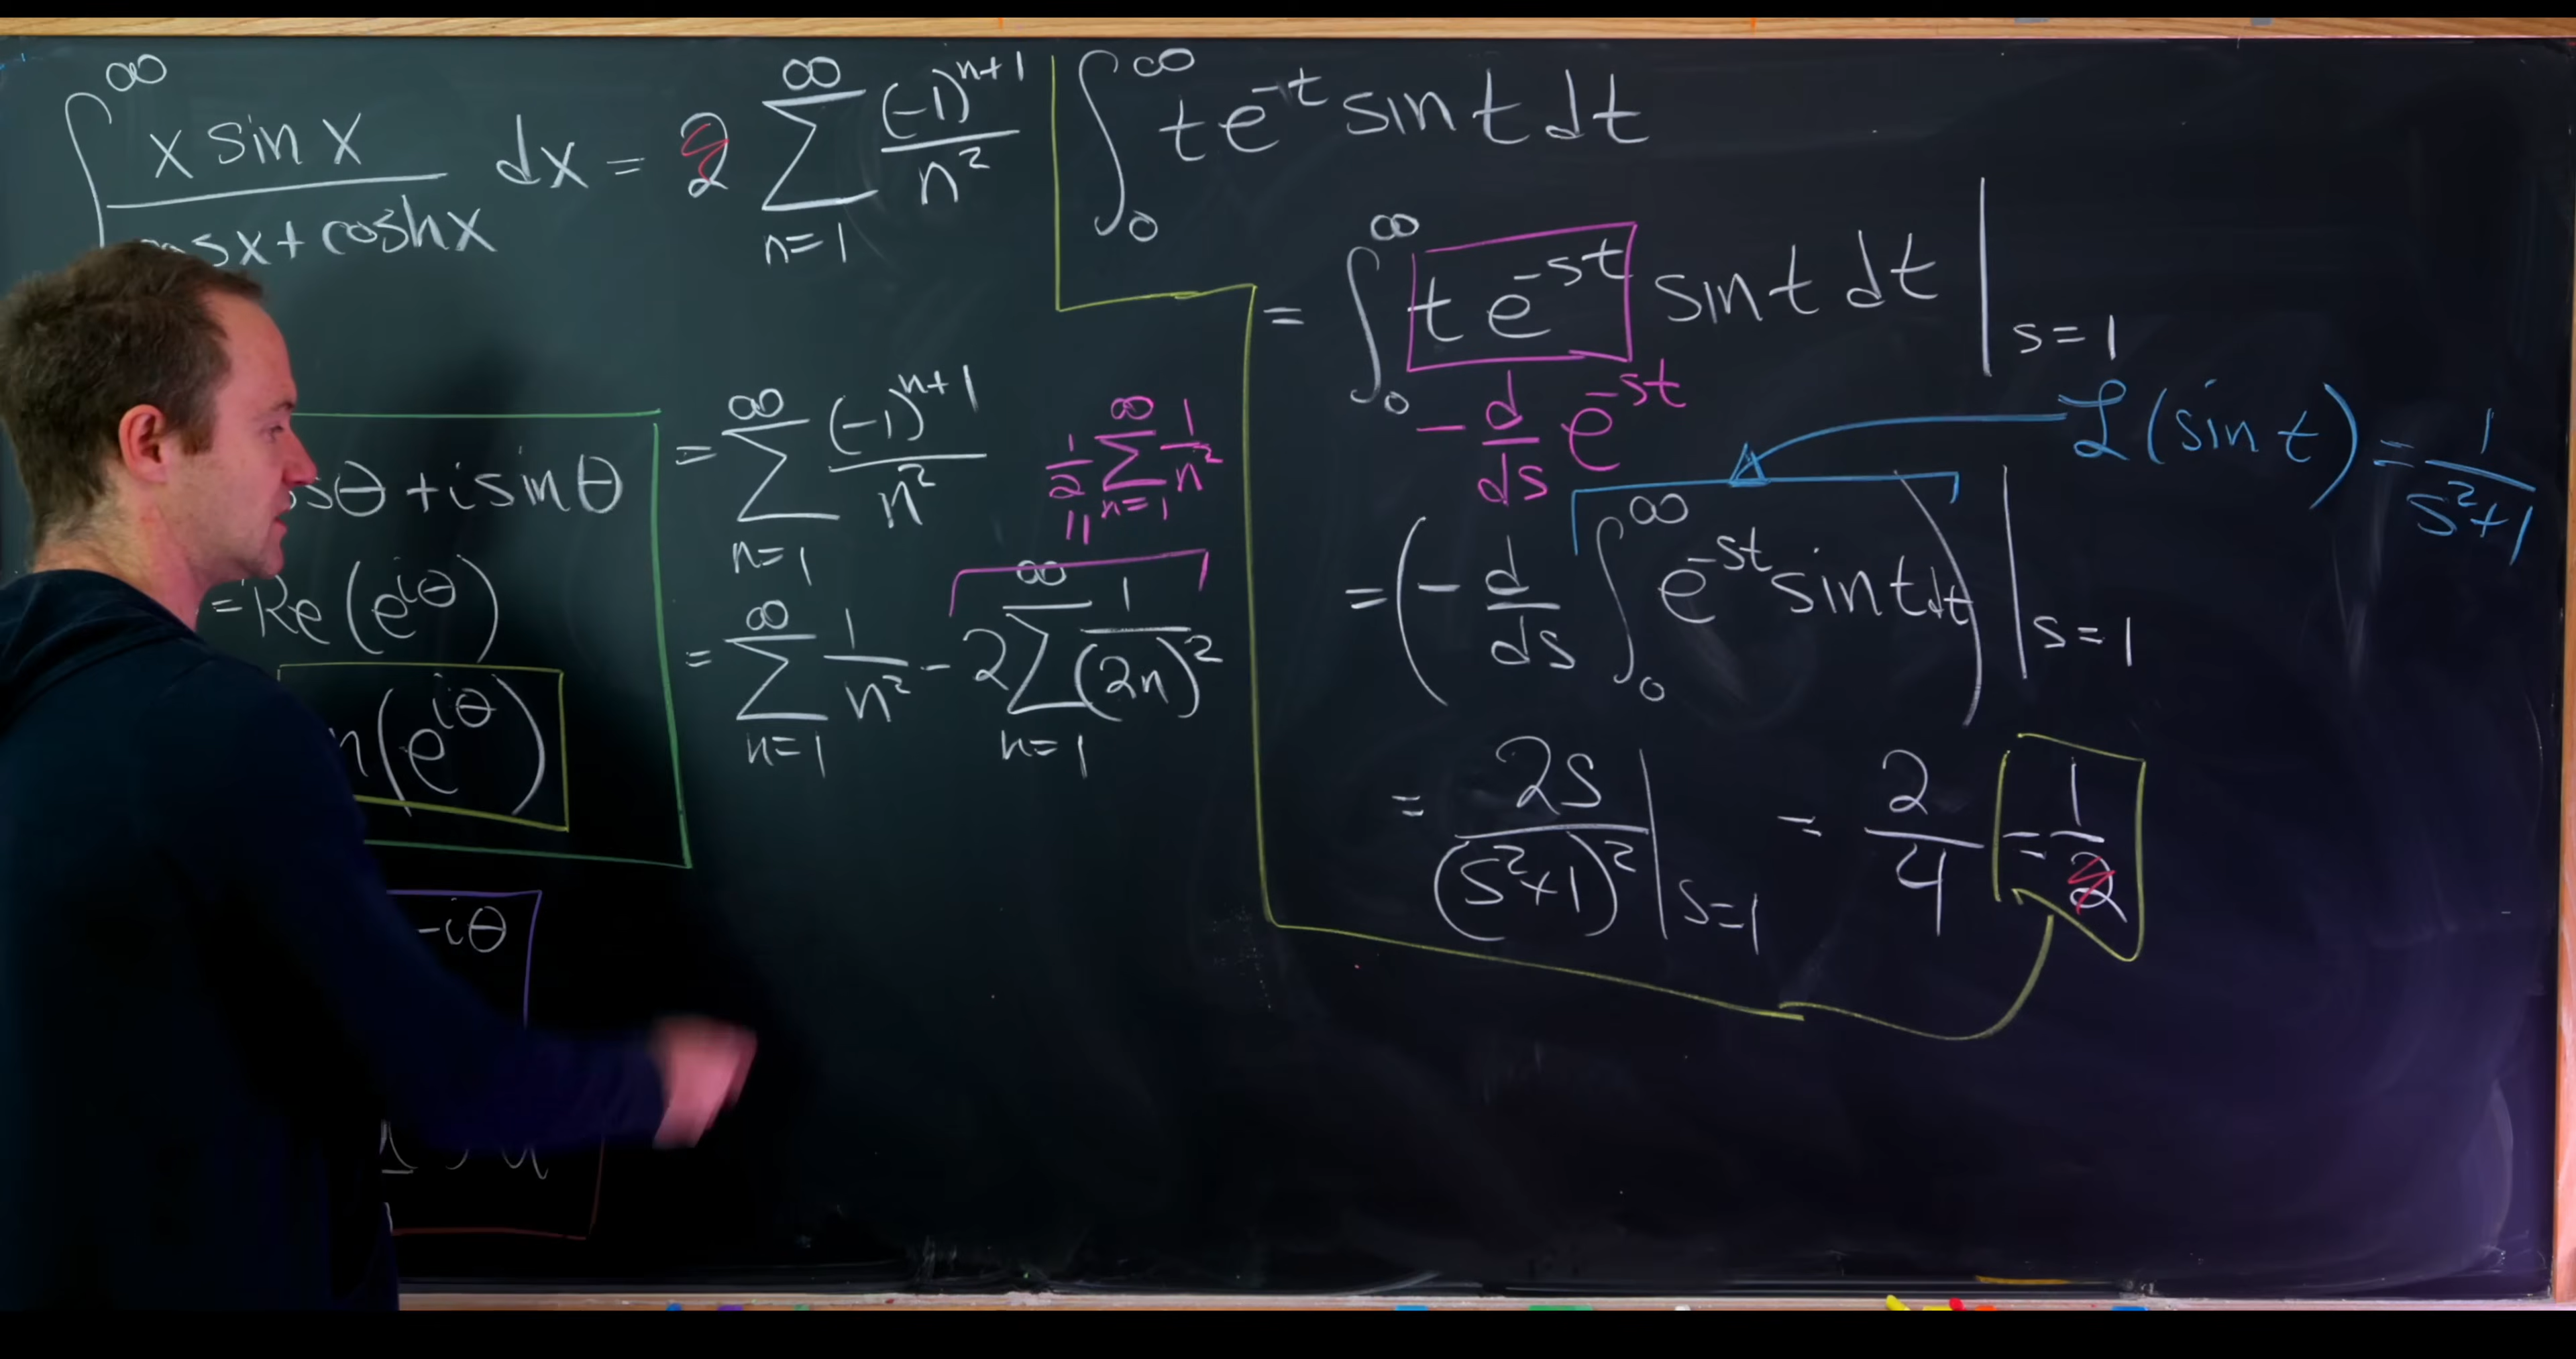 ∫₀^∞ x sin x / (cos x + cosh x) dx = 2 ∑_{n=1}^∞ (-1)^{n+1} / n² ∫₀^∞ t e^{-t} sin t dt
= ∫₀^∞ t e^{-st} sin t dt |_{s=1}
- d/ds e^{-st}
ℒ(sin t) = 1 / (s²+1)
= (- d/ds ∫₀^∞ e^{-st} sin t dt) |_{s=1}
= 2s / (s²+1)² |_{s=1} = 2/4 = 1/2
= ∑_{n=1}^∞ (-1)^{n+1} / n²
1/2 ∑_{n=1}^∞ 1/n²
=
= ∑_{n=1}^∞ 1/n² - 2 ∑_{n=1}^∞ 1/(2n)²
sθ + i sin θ
= Re(e^{iθ})
(e^{iθ})
-iθ